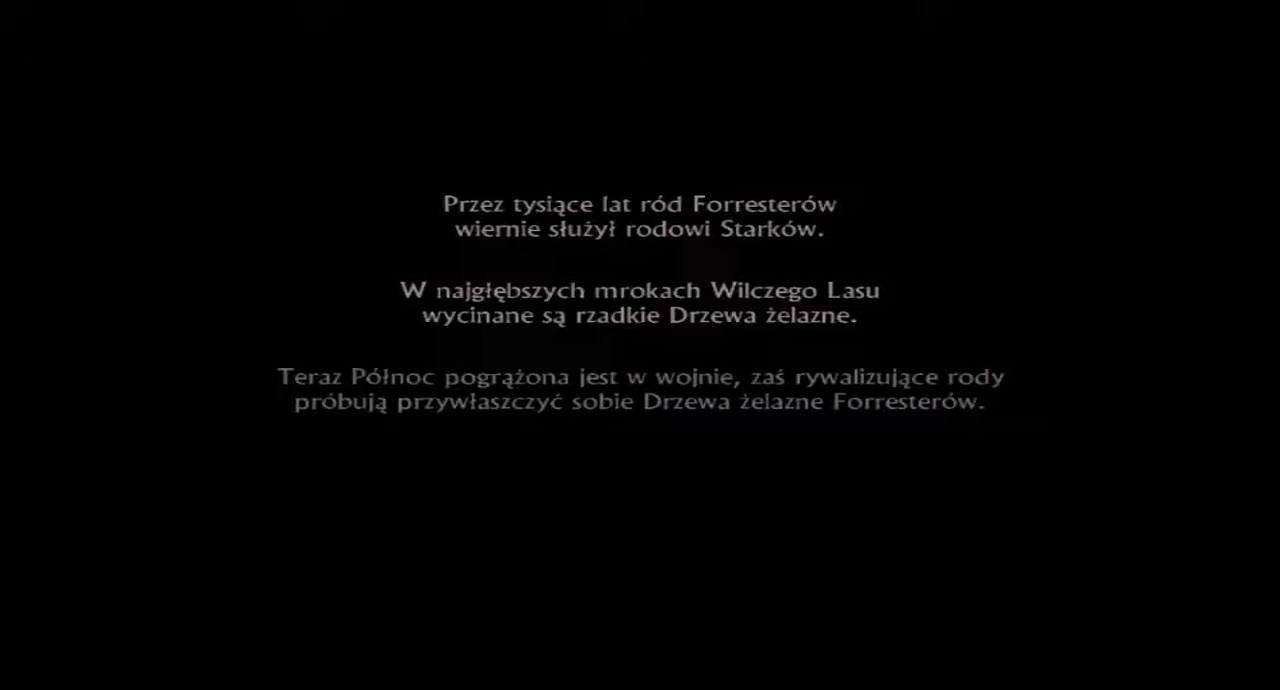 Przez tysiące lat ród Forresterów
wiernie służył rodowi Starków.
W najgłębszych mrokach Wilczego Lasu
wycinane są rzadkie Drzewa żelazne.
Teraz Północ pogrążona jest w wojnie, zaś rywalizujące rody
próbują przywłaszczyć sobie Drzewa żelazne Forresterów.